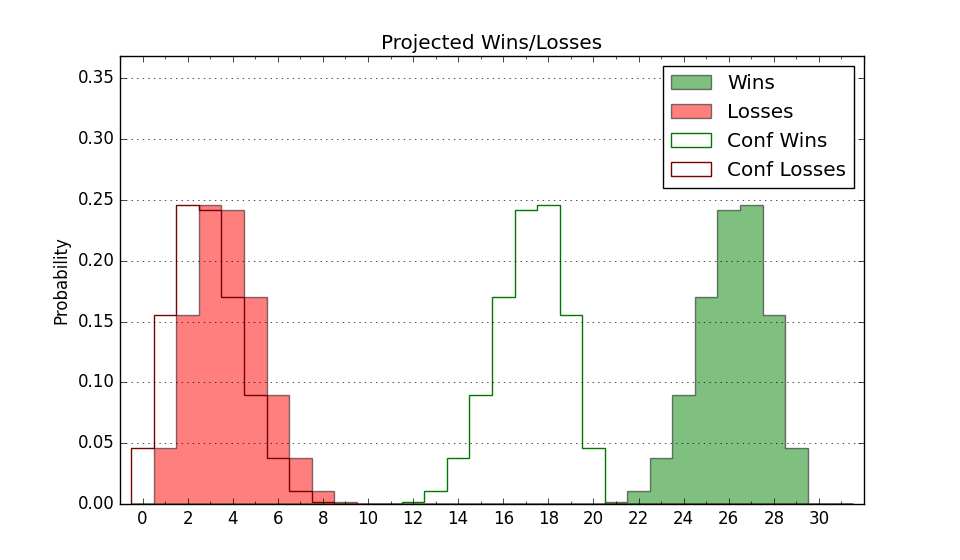 Projected Wins/Losses
Wins
Losses
Conf Wins
Conf Losses
Probability
0.35
0.30
0.25
0.20
0.15
0.10
0.05
0.00
0 2 4 6 8 10 12 14 16 18 20 22 24 26 28 30